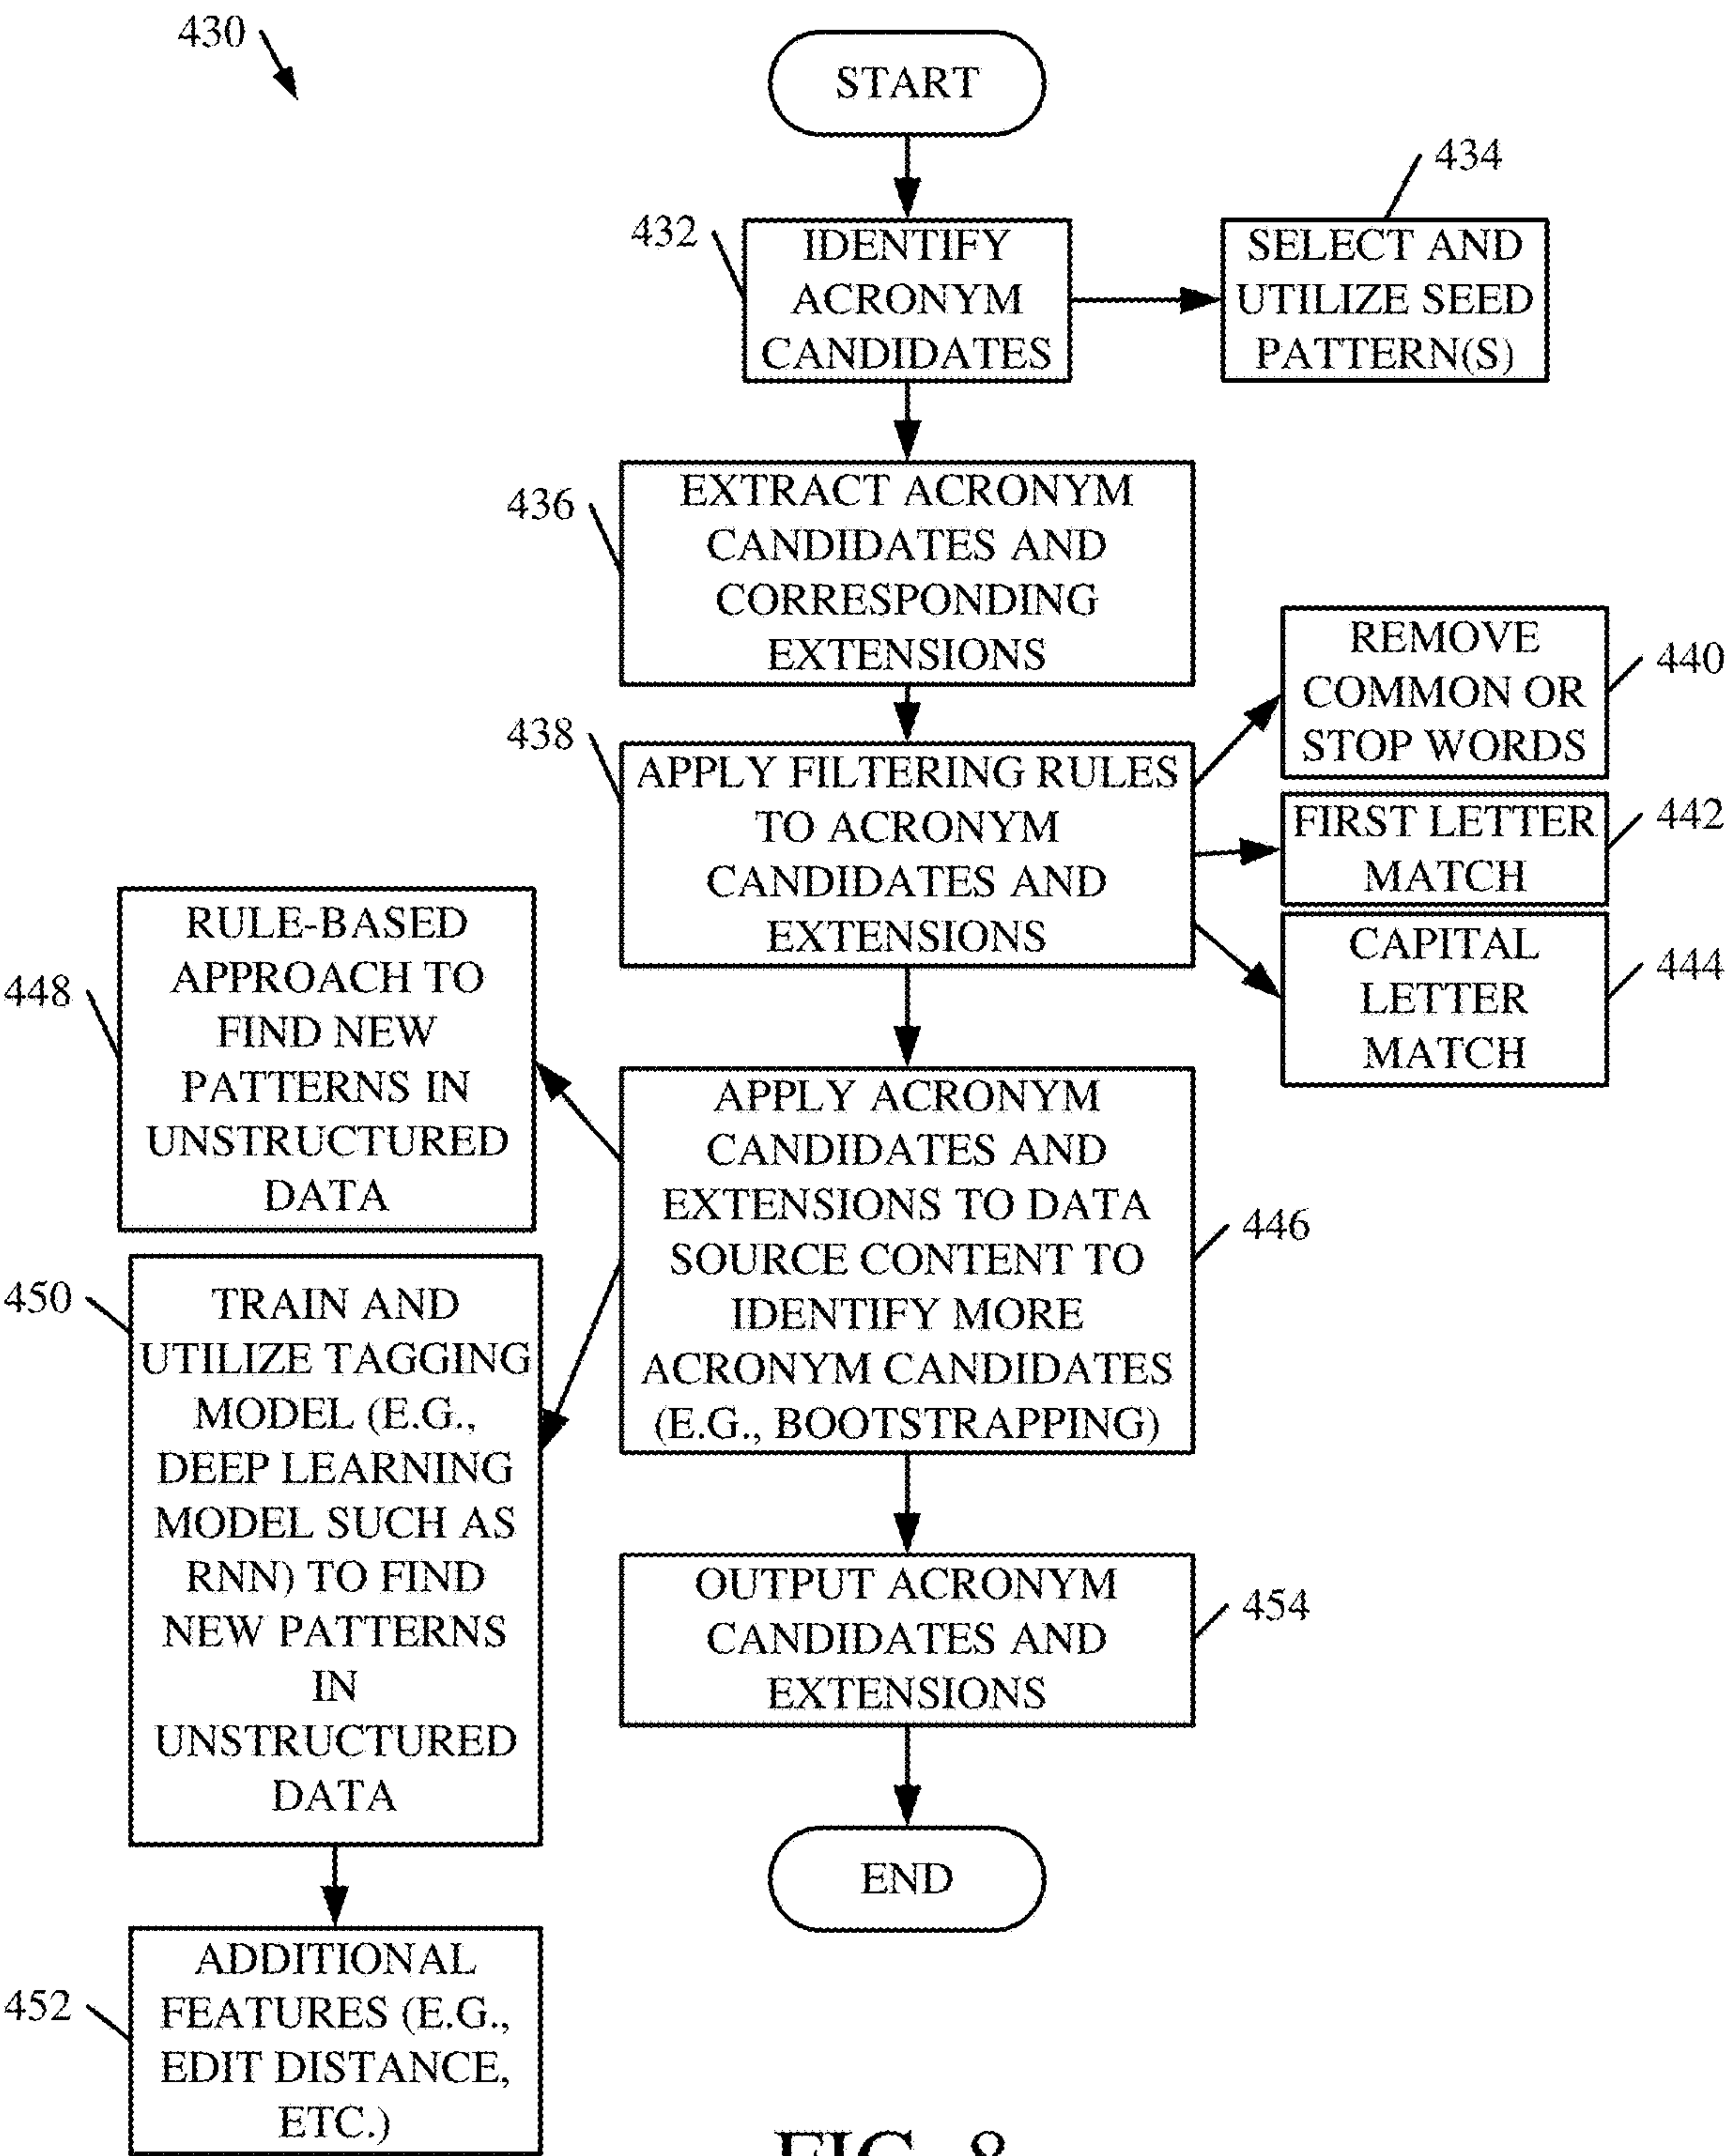 430
START
434
432
IDENTIFY
ACRONYM
CANDIDATES
SELECT AND
UTILIZE SEED
PATTERN(S)
436
EXTRACT ACRONYM
CANDIDATES AND
CORRESPONDING
EXTENSIONS
438
APPLY FILTERING RULES
TO ACRONYM
CANDIDATES AND
EXTENSIONS
REMOVE
COMMON OR
STOP WORDS
440
FIRST LETTER
MATCH
442
CAPITAL
LETTER
MATCH
444
448
RULE-BASED
APPROACH TO
FIND NEW
PATTERNS IN
UNSTRUCTURED
DATA
APPLY ACRONYM
CANDIDATES AND
EXTENSIONS TO DATA
SOURCE CONTENT TO
IDENTIFY MORE
ACRONYM CANDIDATES
(E.G., BOOTSTRAPPING)
446
450
TRAIN AND
UTILIZE TAGGING
MODEL (E.G.,
DEEP LEARNING
MODEL SUCH AS
RNN) TO FIND
NEW PATTERNS
IN
UNSTRUCTURED
DATA
OUTPUT ACRONYM
CANDIDATES AND
EXTENSIONS
454
END
452
ADDITIONAL
FEATURES (E.G.,
EDIT DISTANCE,
ETC.)
FIG. 8